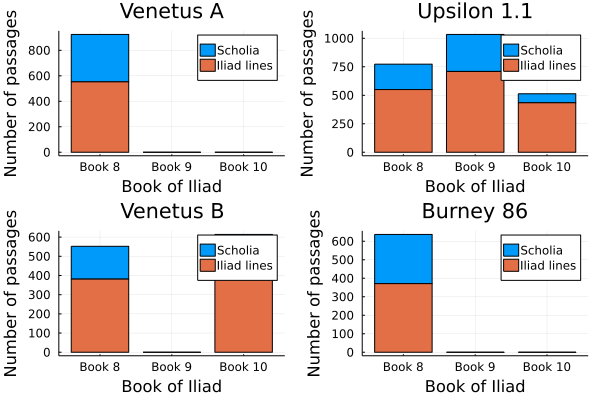 Venetus A
Number of passages
800
600
400
200
0
Scholia
Iliad lines
Book 8 Book 9 Book 10
Book of Iliad
Upsilon 1.1
Number of passages
1000
750
500
250
0
Scholia
Iliad lines
Book 8 Book 9 Book 10
Book of Iliad
Venetus B
Number of passages
600
500
400
300
200
100
0
Scholia
Iliad lines
Book 8 Book 9 Book 10
Book of Iliad
Burney 86
Number of passages
600
500
400
300
200
100
0
Scholia
Iliad lines
Book 8 Book 9 Book 10
Book of Iliad